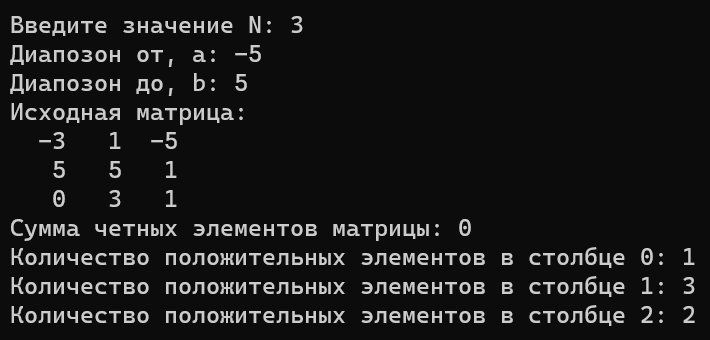 Введите значение N: 3
Диапозон от, a: -5
Диапозон до, b: 5
Исходная матрица:
  -3   1  -5
   5   5   1
   0   3   1
Сумма четных элементов матрицы: 0
Количество положительных элементов в столбце 0: 1
Количество положительных элементов в столбце 1: 3
Количество положительных элементов в столбце 2: 2